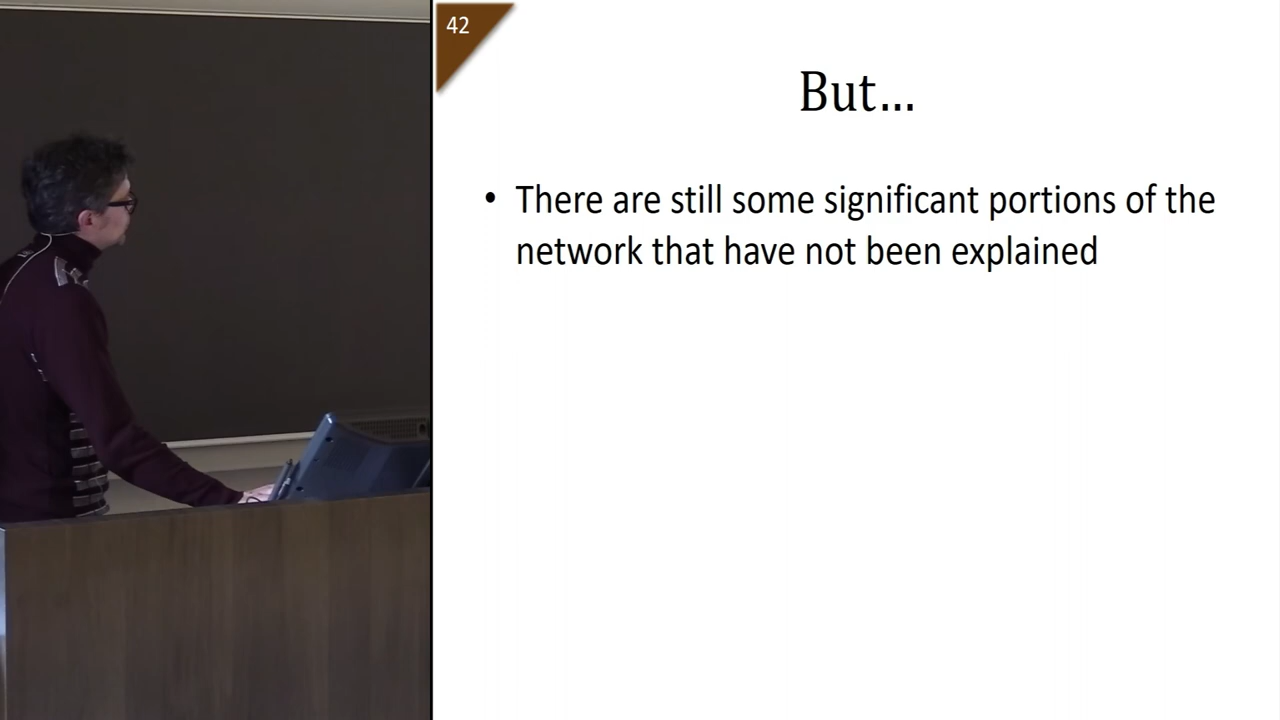 42
But…
• There are still some significant portions of the
network that have not been explained